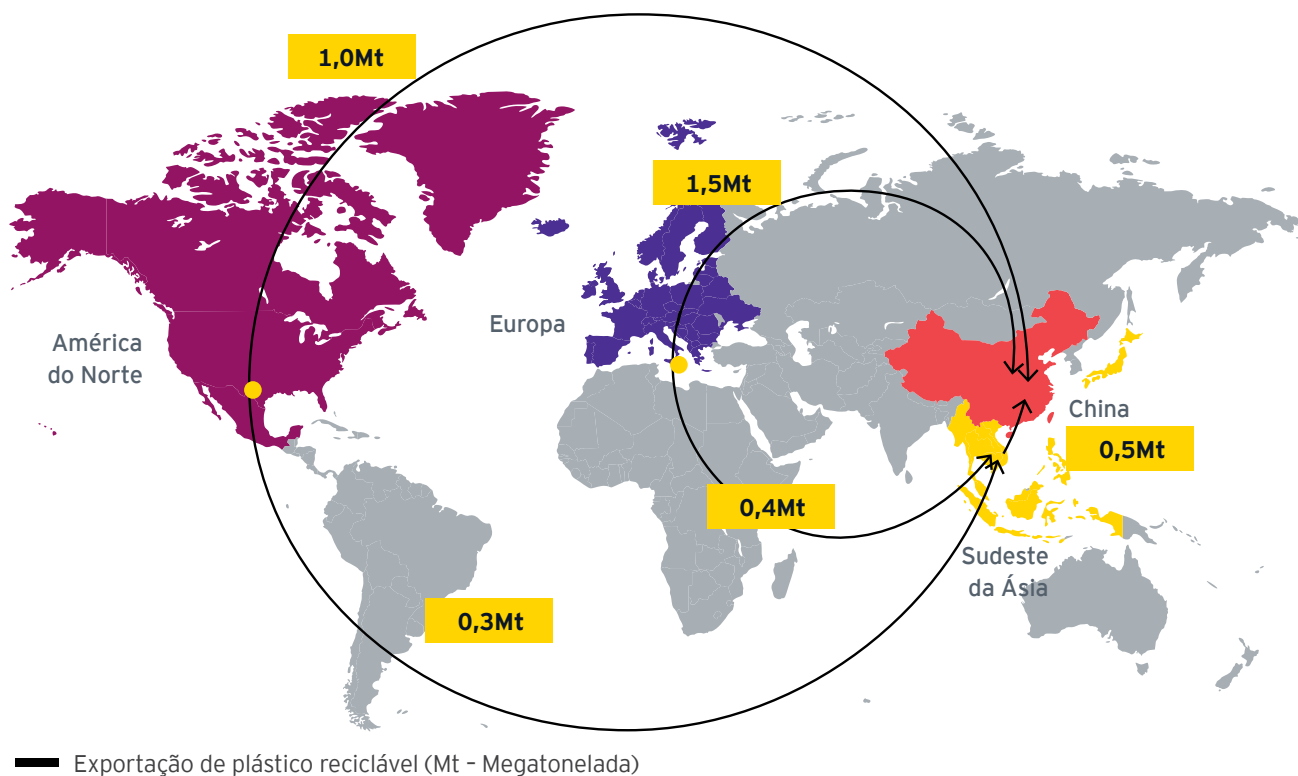 1,0Mt
1,5Mt
Europa
América
do Norte
China
0,5Mt
0,4Mt
Sudeste
da Ásia
0,3Mt
Exportação de plástico reciclável (Mt – Megatonelada)